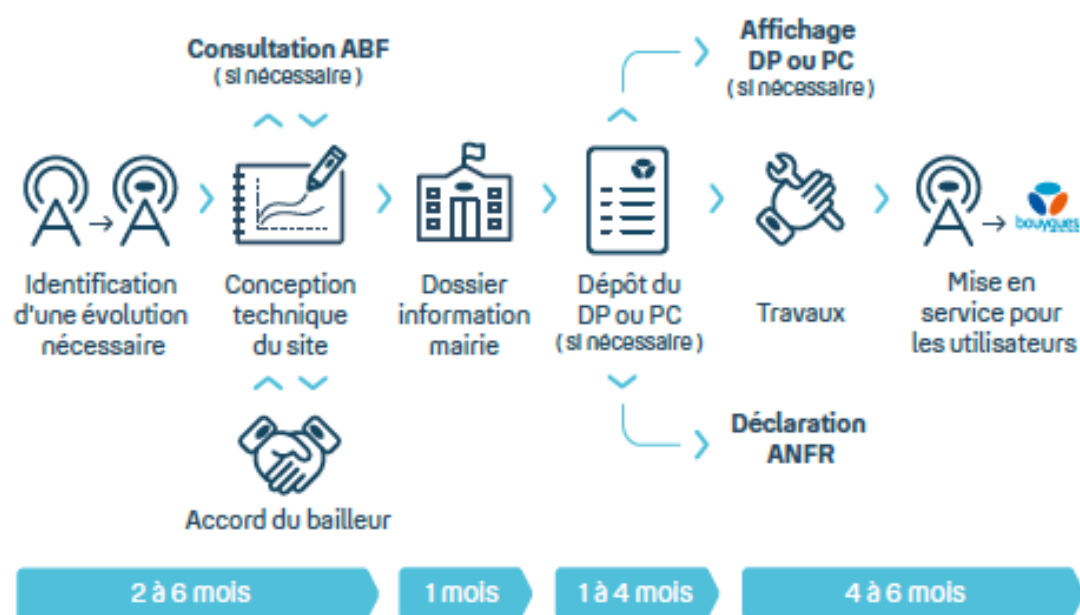 Consultation ABF
( si nécessaire )
Affichage
DP ou PC
( si nécessaire )
bouygues
Identification
d'une évolution
nécessaire
Conception
technique
du site
Dossier
information
mairie
Dépôt du
DP ou PC
( si nécessaire )
Travaux
Mise en
service pour
les utilisateurs
Accord du bailleur
Déclaration
ANFR
2 à 6 mois
1 mois
1 à 4 mois
4 à 6 mois